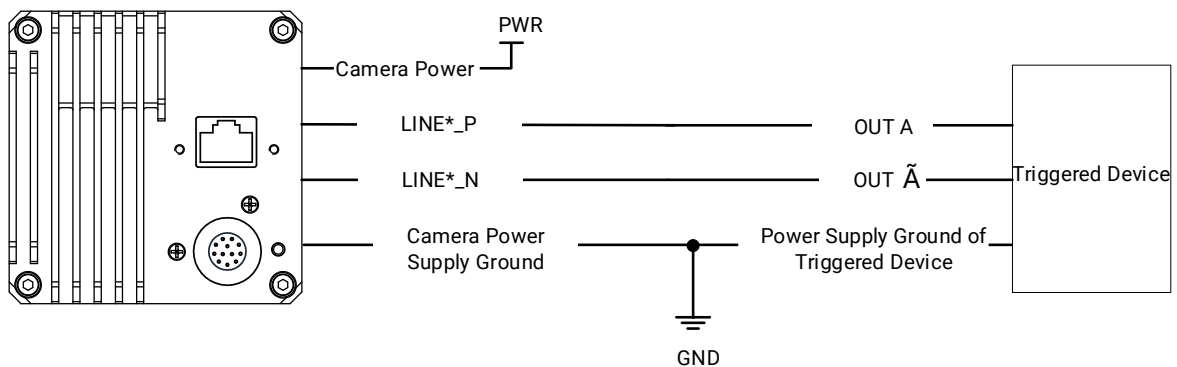 PWR
Camera Power
LINE*_P
OUT A
LINE*_N
OUT Ã
Triggered Device
Camera Power
Supply Ground
Power Supply Ground of
Triggered Device
GND